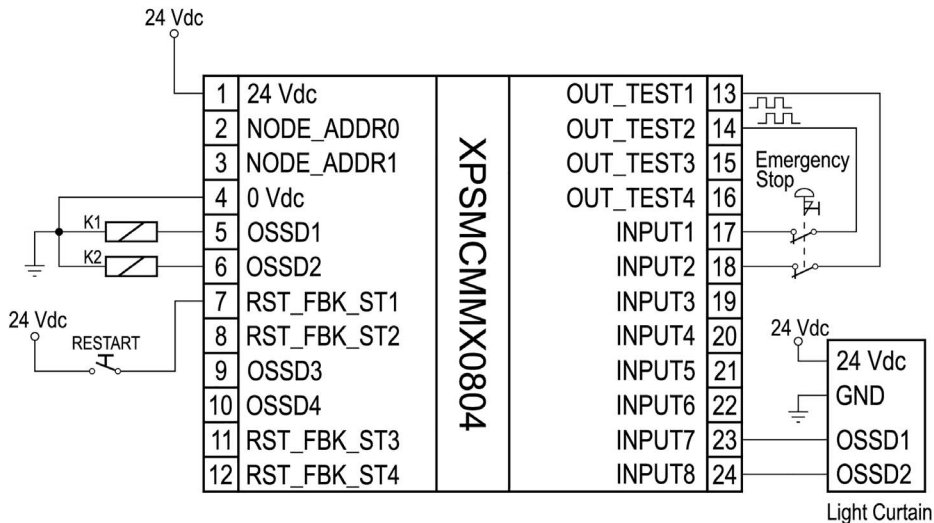 24 Vdc
1 24 Vdc
2 NODE_ADDR0
3 NODE_ADDR1
4 0 Vdc
5 OSSD1
6 OSSD2
7 RST_FBK_ST1
8 RST_FBK_ST2
9 OSSD3
10 OSSD4
11 RST_FBK_ST3
12 RST_FBK_ST4
K1
K2
24 Vdc
RESTART
XPSMCMMX0804
OUT_TEST1 13
OUT_TEST2 14
OUT_TEST3 15
OUT_TEST4 16
INPUT1 17
INPUT2 18
INPUT3 19
INPUT4 20
INPUT5 21
INPUT6 22
INPUT7 23
INPUT8 24
Emergency
Stop
24 Vdc
24 Vdc
GND
OSSD1
OSSD2
Light Curtain